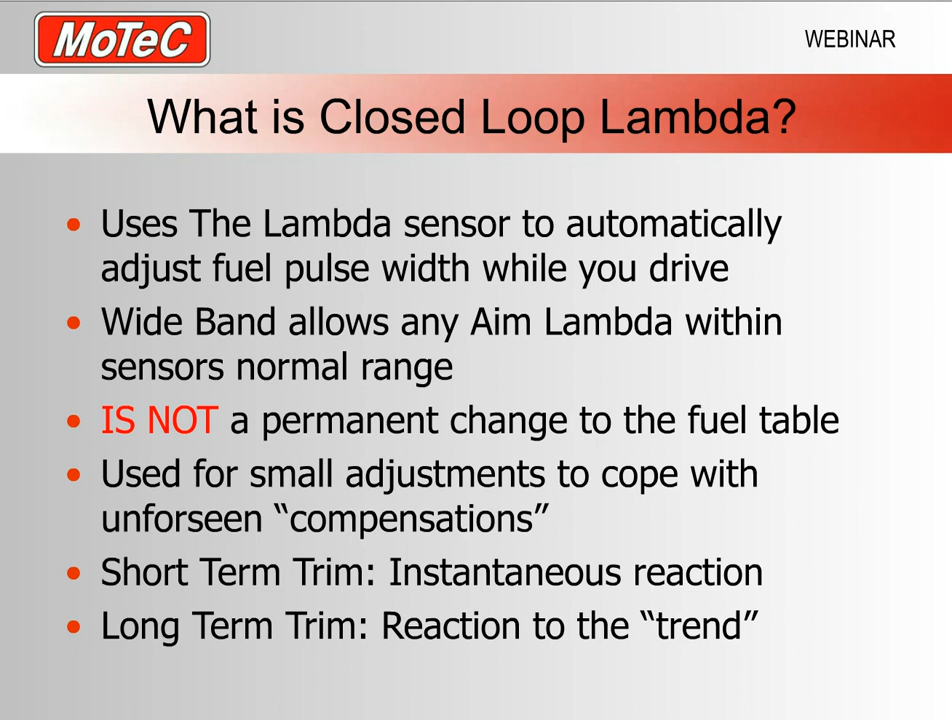 MoTeC
WEBINAR
What is Closed Loop Lambda?
• Uses The Lambda sensor to automatically
adjust fuel pulse width while you drive
• Wide Band allows any Aim Lambda within
sensors normal range
• IS NOT a permanent change to the fuel table
• Used for small adjustments to cope with
unforseen “compensations”
• Short Term Trim: Instantaneous reaction
• Long Term Trim: Reaction to the “trend”